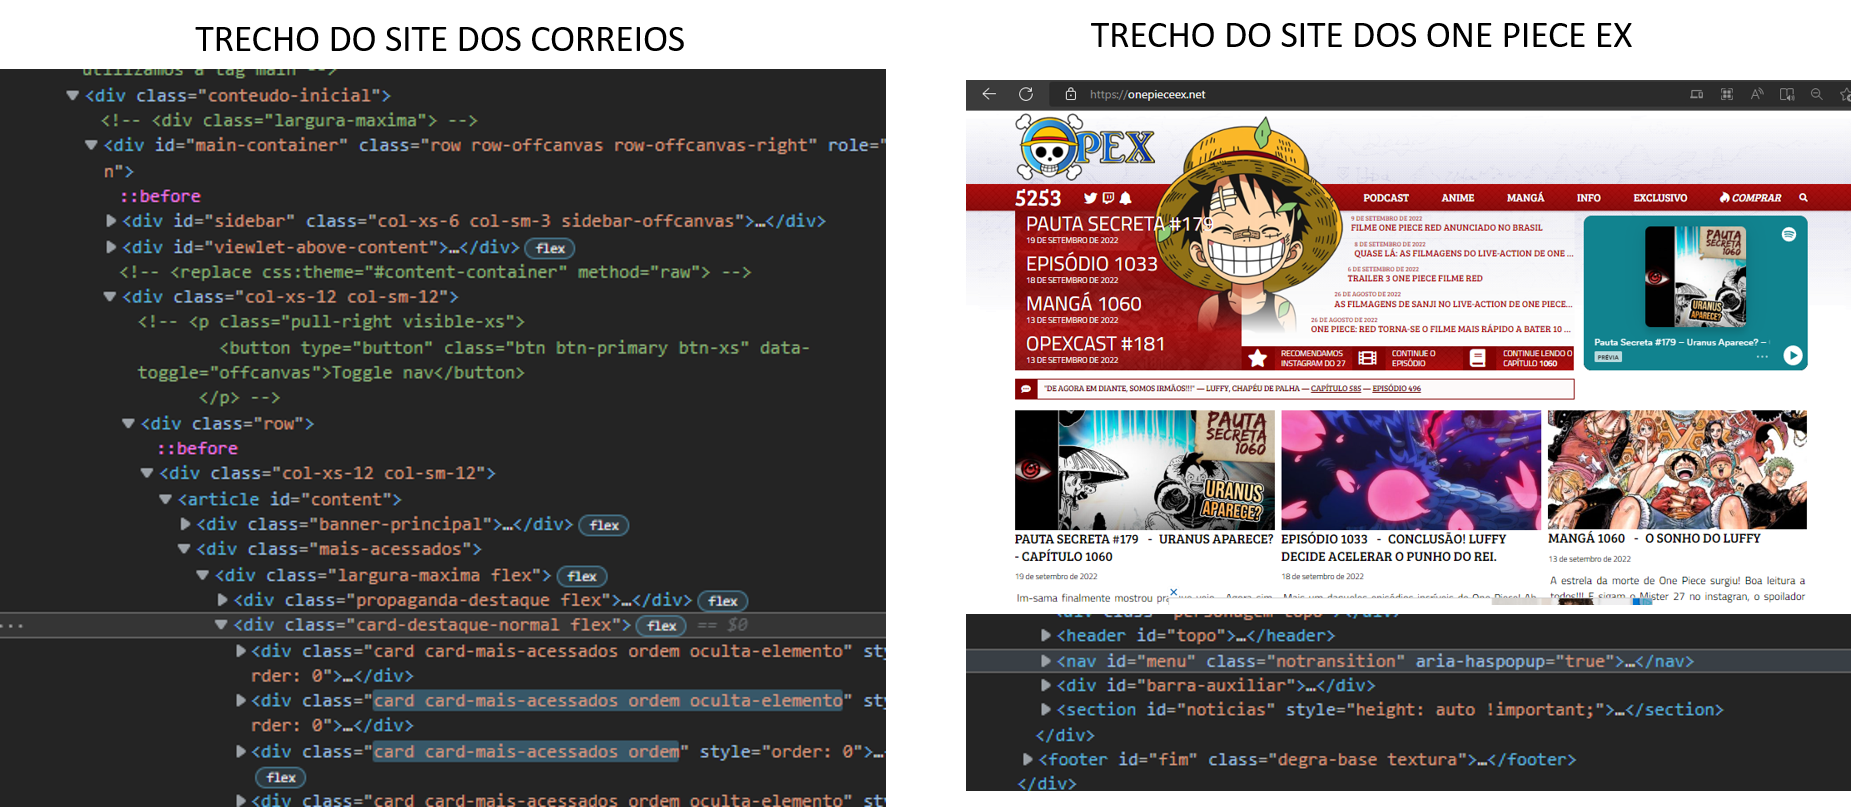 TRECHO DO SITE DOS CORREIOS
utilizamos a tag main -->
▼<div class="conteudo-inicial">
<!-- <div class="largura-maxima"> -->
▼<div id="main-container" class="row row-offcanvas row-offcanvas-right" role="
n">
::before
▶<div id="sidebar" class="col-xs-6 col-sm-3 sidebar-offcanvas">…</div>
▶<div id="viewlet-above-content">…</div> flex
<!-- <replace css:theme="#content-container" method="raw"> -->
▼<div class="col-xs-12 col-sm-12">
<!-- <p class="pull-right visible-xs">
<button type="button" class="btn btn-primary btn-xs" data-
toggle="offcanvas">Toggle nav</button>
</p> -->
▼<div class="row">
::before
▼<div class="col-xs-12 col-sm-12">
▼<article id="content">
▶<div class="banner-principal">…</div> flex
▼<div class="mais-acessados">
▼<div class="largura-maxima flex"> flex
▶<div class="propaganda-destaque flex">…</div> flex
… ▼<div class="card-destaque-normal flex"> flex == $0
▶<div class="card card-mais-acessados ordem oculta-elemento" sty
rder: 0">…</div>
▶<div class="card card-mais-acessados ordem oculta-elemento" sty
rder: 0">…</div>
▶<div class="card card-mais-acessados ordem" style="order: 0">…
flex
▶<div class="card card-mais-acessados ordem oculta-elemento" sty
TRECHO DO SITE DOS ONE PIECE EX
https://onepieceex.net
OPEX
5253
PODCAST ANIME MANGÁ INFO EXCLUSIVO COMPRAR
PAUTA SECRETA #179
19 DE SETEMBRO DE 2022
EPISÓDIO 1033
18 DE SETEMBRO DE 2022
MANGÁ 1060
13 DE SETEMBRO DE 2022
OPEXCAST #181
13 DE SETEMBRO DE 2022
9 DE SETEMBRO DE 2022
FILME ONE PIECE RED ANUNCIADO NO BRASIL
8 DE SETEMBRO DE 2022
QUASE LÁ: AS FILMAGENS DO LIVE-ACTION DE ONE ...
6 DE SETEMBRO DE 2022
TRAILER 3 ONE PIECE FILME RED
26 DE AGOSTO DE 2022
AS FILMAGENS DE SANJI NO LIVE-ACTION DE ONE PIECE...
26 DE AGOSTO DE 2022
ONE PIECE: RED TORNA-SE O FILME MAIS RÁPIDO A BATER 10 ...
RECOMENDAMOS
INSTAGRAM DO 27
CONTINUE O
EPISÓDIO
CONTINUE LENDO O
CAPÍTULO 1060
PAUTA
SECRETA
1060
URANUS
APARECE?
Pauta Secreta #179 – Uranus Aparece? –
PRÉVIA
"DE AGORA EM DIANTE, SOMOS IRMÃOS!!!" — LUFFY, CHAPÉU DE PALHA — CAPÍTULO 585 — EPISÓDIO 496
PAUTA
SECRETA
1060
URANUS
APARECE?
PAUTA SECRETA #179 - URANUS APARECE?
- CAPÍTULO 1060
19 de setembro de 2022
Im-sama finalmente mostrou
EPISÓDIO 1033 - CONCLUSÃO! LUFFY
DECIDE ACELERAR O PUNHO DO REI.
18 de setembro de 2022
MANGÁ 1060 - O SONHO DO LUFFY
13 de setembro de 2022
A estrela da morte de One Piece surgiu! Boa leitura a
todos!!! E sigam o Mister 27 no instagran, o spoilador
▶<header id="topo">…</header>
▶<nav id="menu" class="notransition" aria-haspopup="true">…</nav>
▶<div id="barra-auxiliar">…</div>
▶<section id="noticias" style="height: auto !important;">…</section>
</div>
▶<footer id="fim" class="degra-base textura">…</footer>
</div>